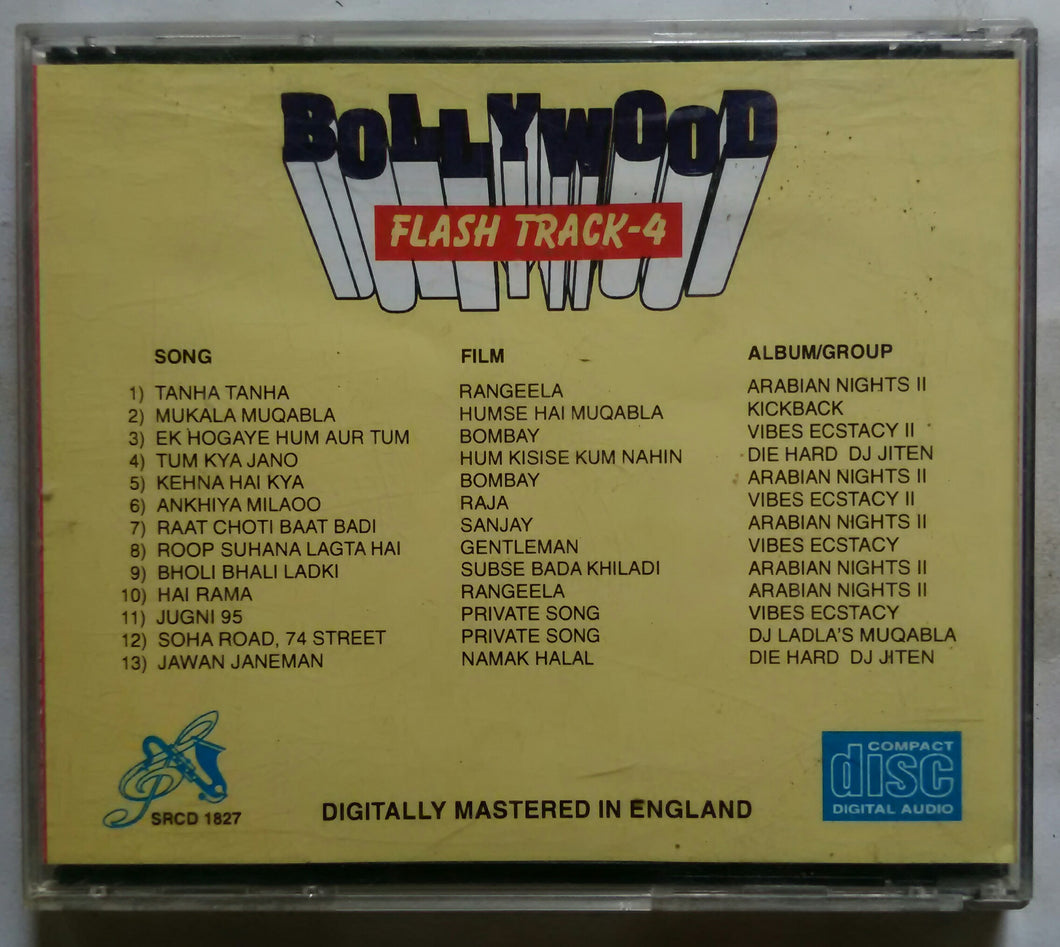 BOLLYWOOD
FLASH TRACK-4
SONG FILM ALBUM/GROUP
1) TANHA TANHA RANGEELA ARABIAN NIGHTS II
2) MUKALA MUQABLA HUMSE HAI MUQABLA KICKBACK
3) EK HOGAYE HUM AUR TUM BOMBAY VIBES ECSTACY II
4) TUM KYA JANO HUM KISISE KUM NAHIN DIE HARD DJ JITEN
5) KEHNA HAI KYA BOMBAY ARABIAN NIGHTS II
6) ANKHIYA MILAOO RAJA VIBES ECSTACY II
7) RAAT CHOTI BAAT BADI SANJAY ARABIAN NIGHTS II
8) ROOP SUHANA LAGTA HAI GENTLEMAN VIBES ECSTACY
9) BHOLI BHALI LADKI SUBSE BADA KHILADI ARABIAN NIGHTS II
10) HAI RAMA RANGEELA ARABIAN NIGHTS II
11) JUGNI 95 PRIVATE SONG VIBES ECSTACY
12) SOHA ROAD, 74 STREET PRIVATE SONG DJ LADLA'S MUQABLA
13) JAWAN JANEMAN NAMAK HALAL DIE HARD DJ JITEN
SRCD 1827
DIGITALLY MASTERED IN ENGLAND
COMPACT
disc
DIGITAL AUDIO